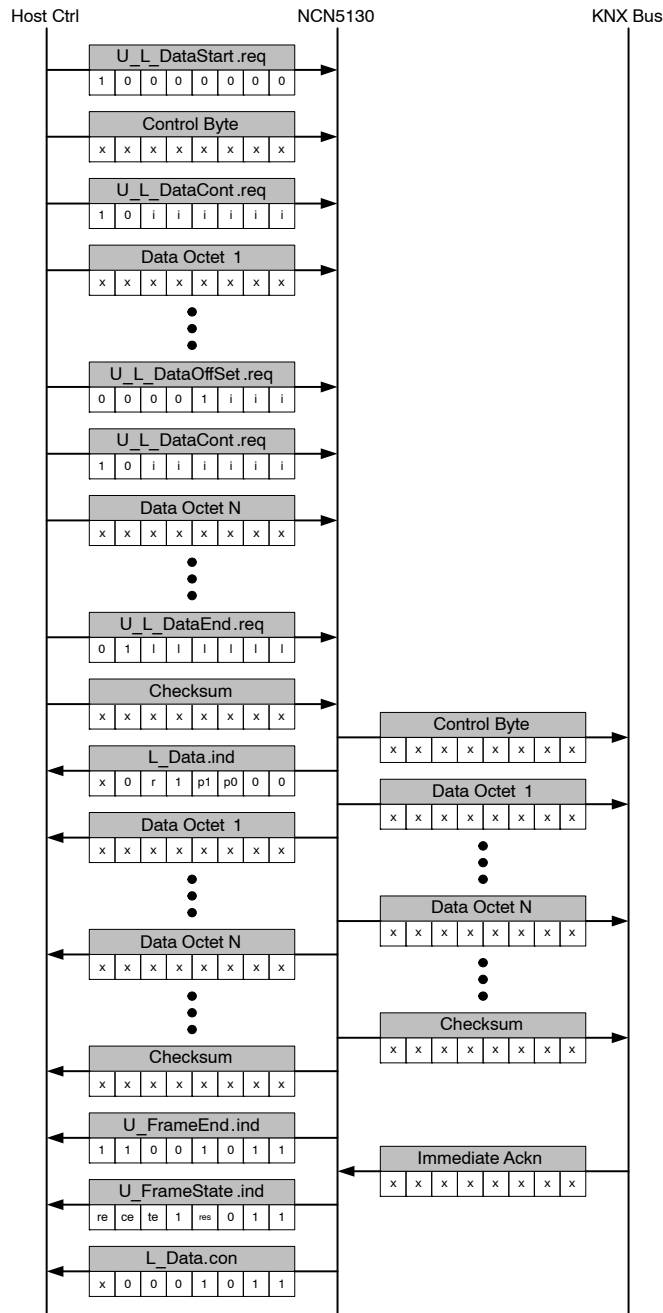 Host Ctrl NCN5130 KNX Bus
U_L_DataStart.req
1 0 0 0 0 0 0 0
Control Byte
x x x x x x x x
U_L_DataCont.req
1 0 i i i i i i
Data Octet 1
x x x x x x x x
U_L_DataOffSet.req
0 0 0 0 1 i i i
U_L_DataCont.req
1 0 i i i i i i
Data Octet N
x x x x x x x x
U_L_DataEnd.req
0 1 l l l l l l
Checksum
x x x x x x x x
Control Byte
x x x x x x x x
L_Data.ind
x 0 r 1 p1 p0 0 0
Data Octet 1
x x x x x x x x
Data Octet 1
x x x x x x x x
Data Octet N
x x x x x x x x
Data Octet N
x x x x x x x x
Checksum
x x x x x x x x
Checksum
x x x x x x x x
U_FrameEnd.ind
1 1 0 0 1 0 1 1
Immediate Ackn
x x x x x x x x
U_FrameState.ind
re ce te 1 res 0 1 1
L_Data.con
x 0 0 0 1 0 1 1